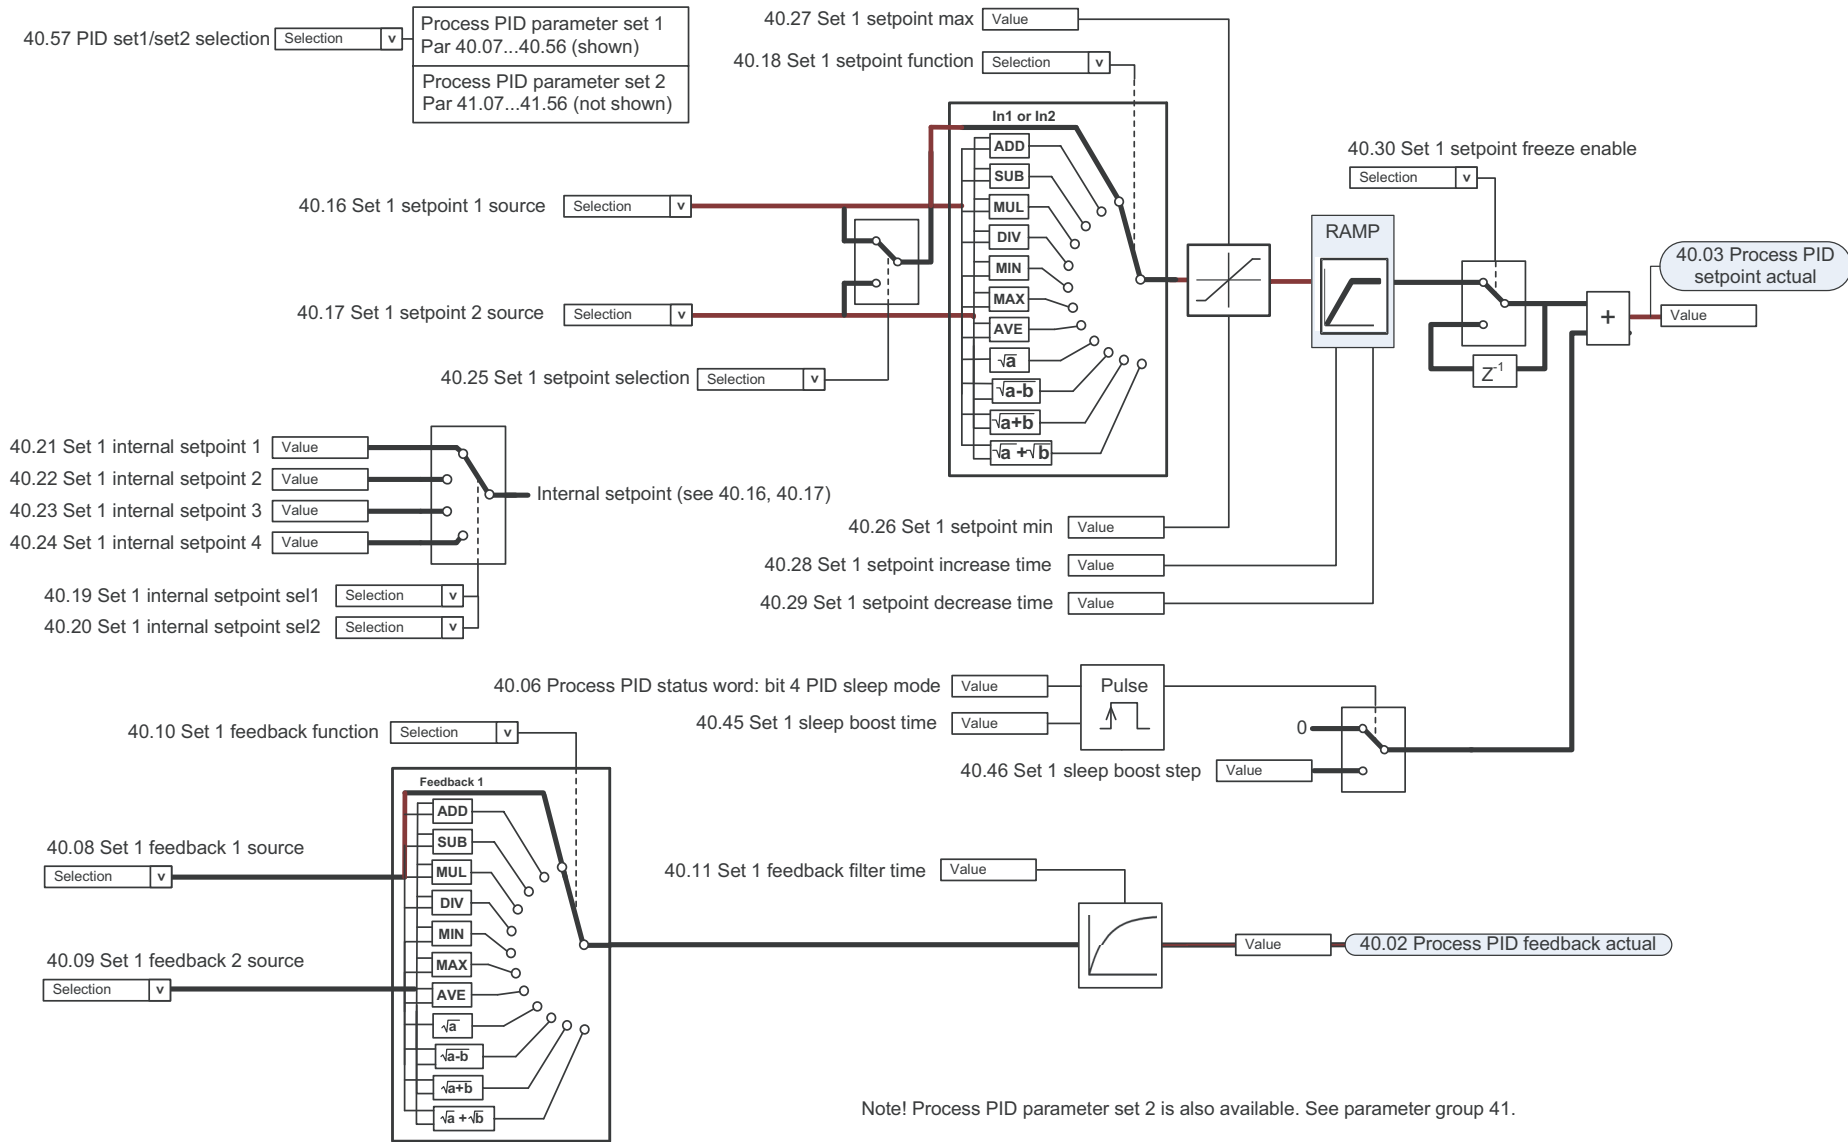 40.57 PID set1/set2 selection
Selection
v
Process PID parameter set 1
Par 40.07...40.56 (shown)
Process PID parameter set 2
Par 41.07...41.56 (not shown)
40.27 Set 1 setpoint max
Value
40.18 Set 1 setpoint function
Selection
v
In1 or In2
ADD
SUB
MUL
DIV
MIN
MAX
AVE
√a
√a-b
√a+b
√a +√b
40.16 Set 1 setpoint 1 source
Selection
v
40.17 Set 1 setpoint 2 source
Selection
v
40.25 Set 1 setpoint selection
Selection
v
40.30 Set 1 setpoint freeze enable
Selection
v
RAMP
Z-1
+
40.03 Process PID
setpoint actual
Value
40.21 Set 1 internal setpoint 1
Value
40.22 Set 1 internal setpoint 2
Value
40.23 Set 1 internal setpoint 3
Value
40.24 Set 1 internal setpoint 4
Value
Internal setpoint (see 40.16, 40.17)
40.19 Set 1 internal setpoint sel1
Selection
v
40.20 Set 1 internal setpoint sel2
Selection
v
40.26 Set 1 setpoint min
Value
40.28 Set 1 setpoint increase time
Value
40.29 Set 1 setpoint decrease time
Value
40.06 Process PID status word: bit 4 PID sleep mode
Value
40.45 Set 1 sleep boost time
Value
Pulse
0
40.46 Set 1 sleep boost step
Value
40.10 Set 1 feedback function
Selection
v
Feedback 1
ADD
SUB
MUL
DIV
MIN
MAX
AVE
√a
√a-b
√a+b
√a +√b
40.08 Set 1 feedback 1 source
Selection
v
40.09 Set 1 feedback 2 source
Selection
v
40.11 Set 1 feedback filter time
Value
Value
40.02 Process PID feedback actual
Note! Process PID parameter set 2 is also available. See parameter group 41.